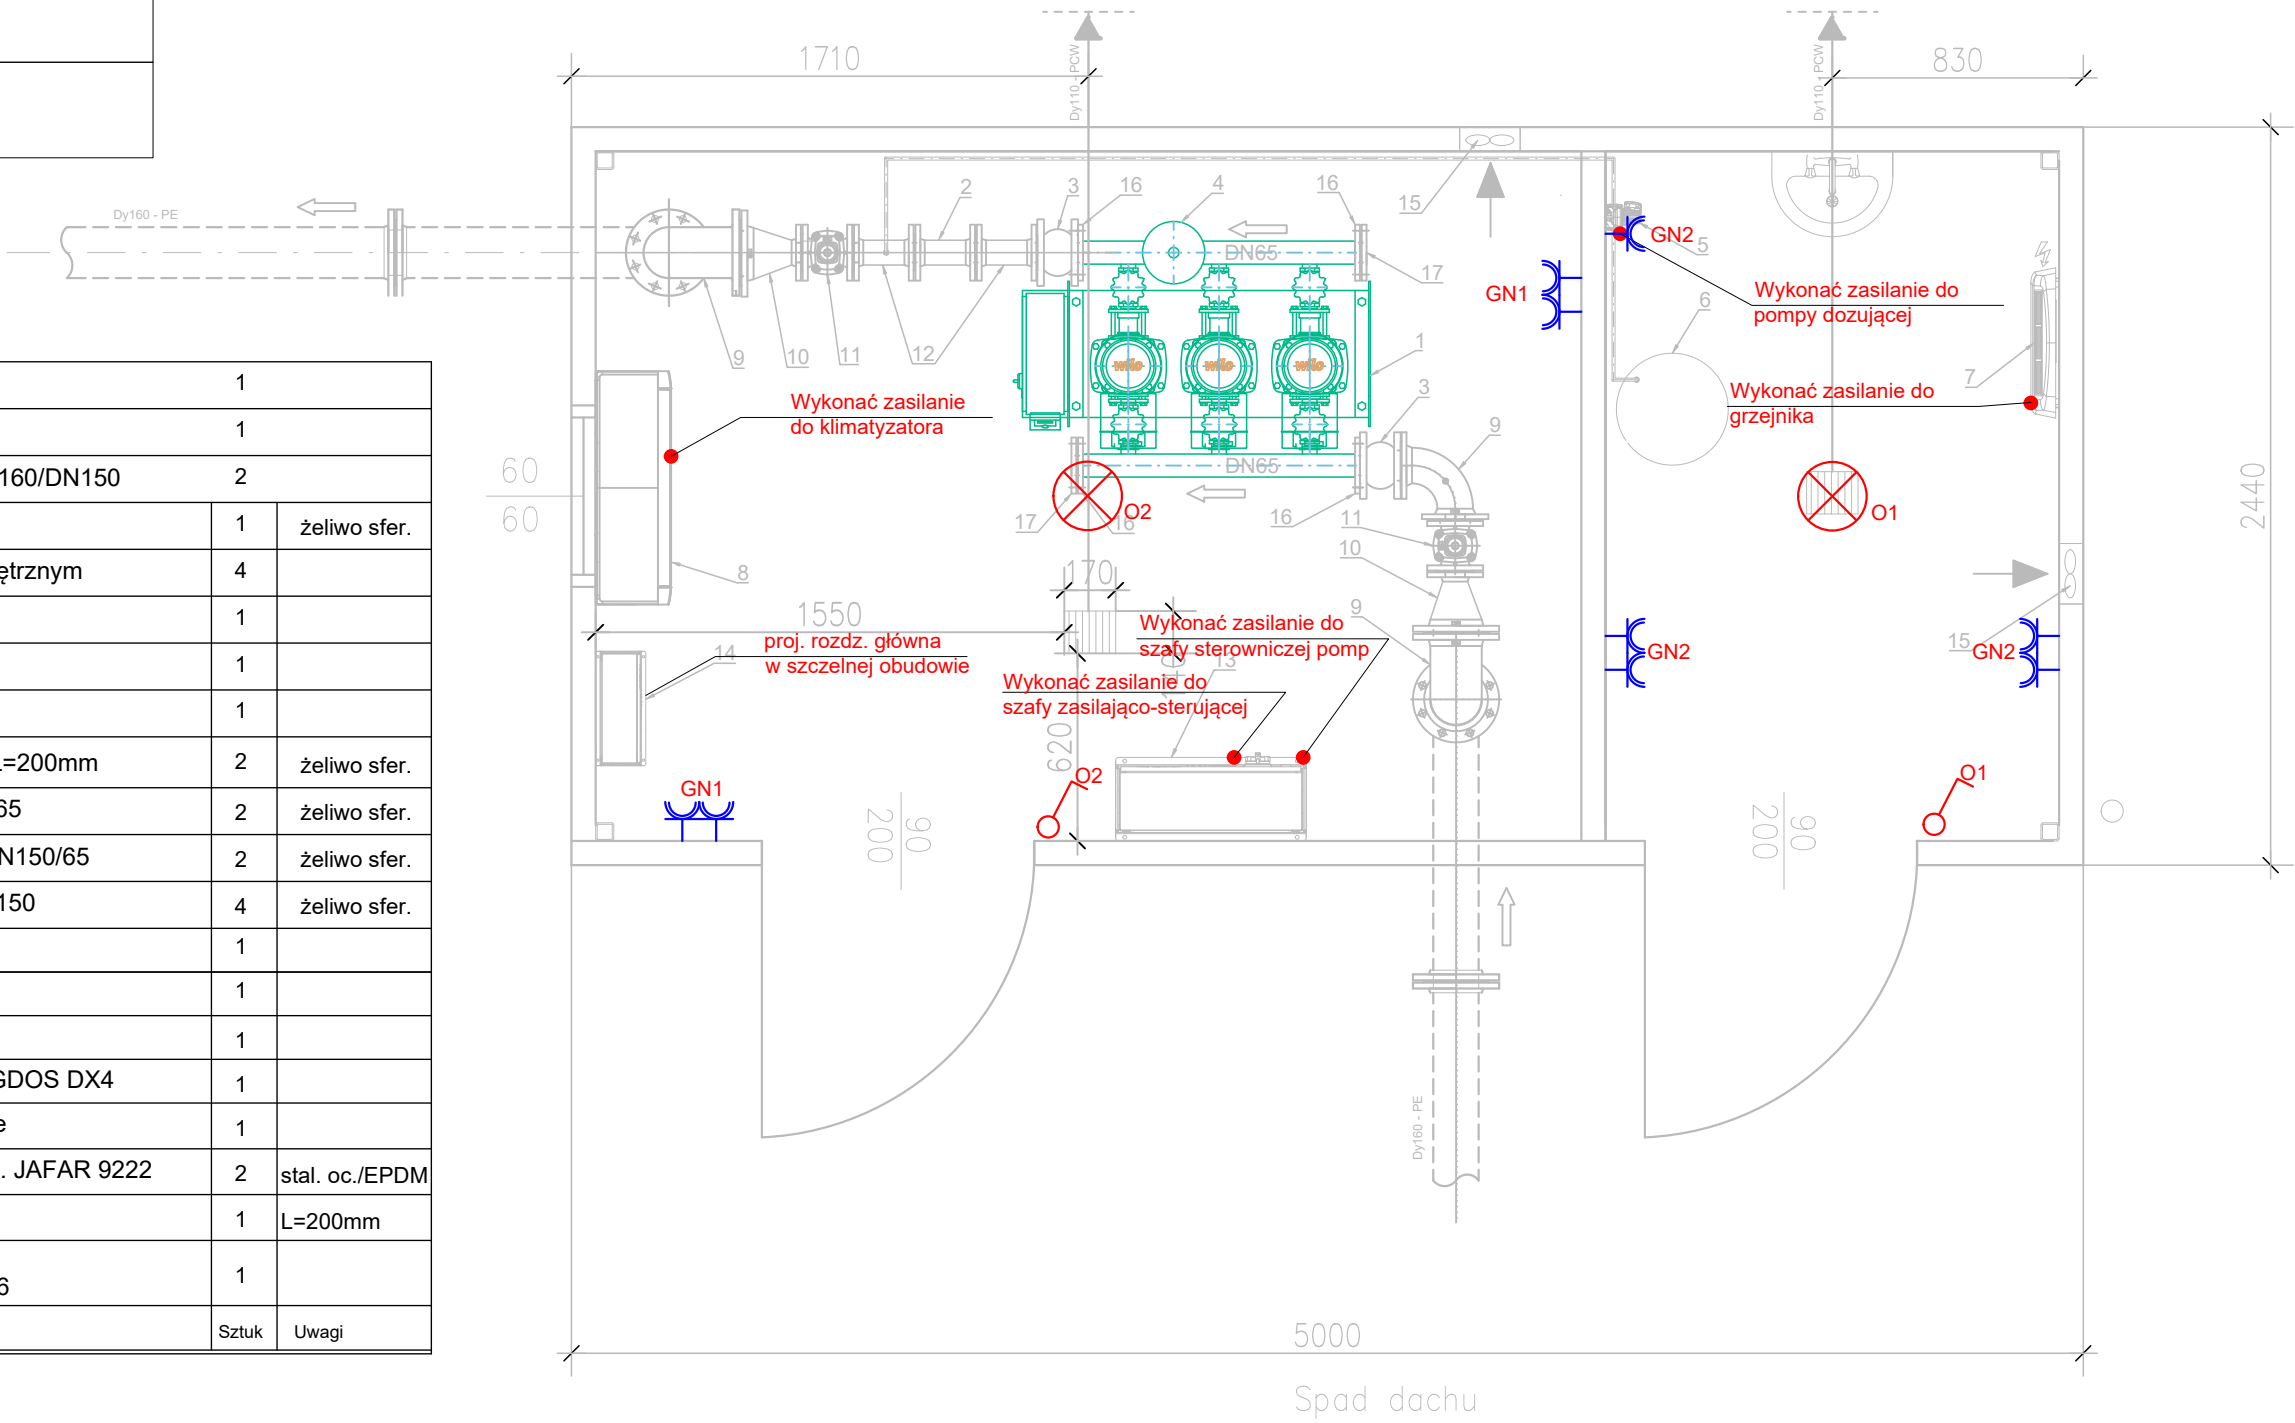 1710
830
Dy110 - PCW
Dy110 - PCW
Dy160 - PE
2
3
16
4
16
15
17
DN65
GN2
5
GN1
Wykonać zasilanie do
pompy dozującej
6
9
10
11
12
1
7
Wykonać zasilanie
do klimatyzatora
3
9
Wykonać zasilanie do
grzejnika
DN65
60
60
17
16
O2
16
11
10
O1
2440
8
170
1550
9
Wykonać zasilanie do
szafy sterowniczej pomp
proj. rozdz. główna
w szczelnej obudowie
14
13
15
GN2
GN2
Wykonać zasilanie do
szafy zasilająco-sterującej
620
GN1
O2
O1
90
200
90
200
Dy160 - PE
5000
Spad dachu
1
1
160/DN150 2
1 żeliwo sfer.
ętrznym 4
1
1
1
L=200mm 2 żeliwo sfer.
65 2 żeliwo sfer.
N150/65 2 żeliwo sfer.
150 4 żeliwo sfer.
1
1
1
GDOS DX4 1
e 1
. JAFAR 9222 2 stal. oc./EPDM
1 L=200mm
6 1
Sztuk Uwagi
wilo
wilo
wilo